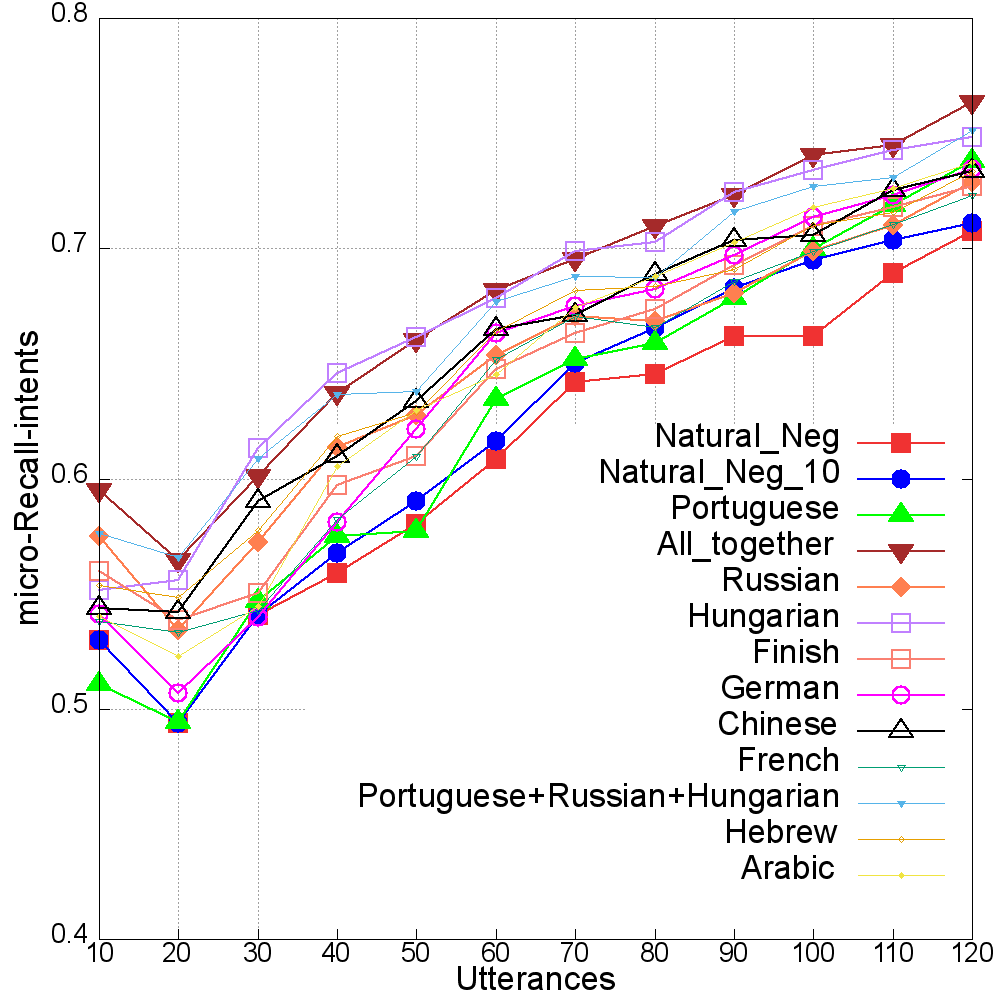 0.8
0.7
0.6
0.5
0.4
micro-Recall-intents
Natural_Neg
Natural_Neg_10
Portuguese
All_together
Russian
Hungarian
Finish
German
Chinese
French
Portuguese+Russian+Hungarian
Hebrew
Arabic
10 20 30 40 50 60 70 80 90 100 110 120
Utterances